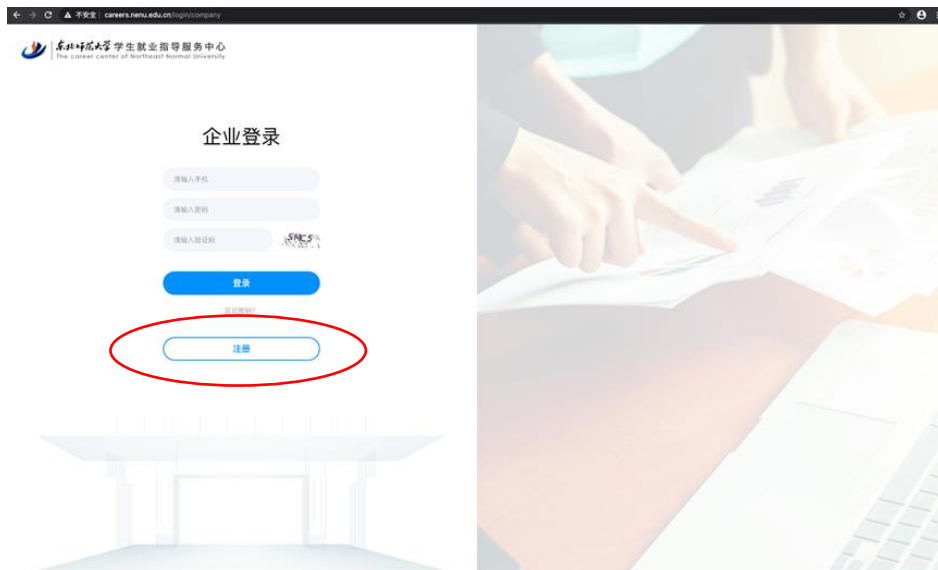 不安全 | careers.nenu.edu.cn/login/company
东北师范大学 学生就业指导服务中心
The career center of Northeast Normal University
企业登录
请输入手机
请输入密码
请输入验证码
SMC5
登录
忘记密码?
注册